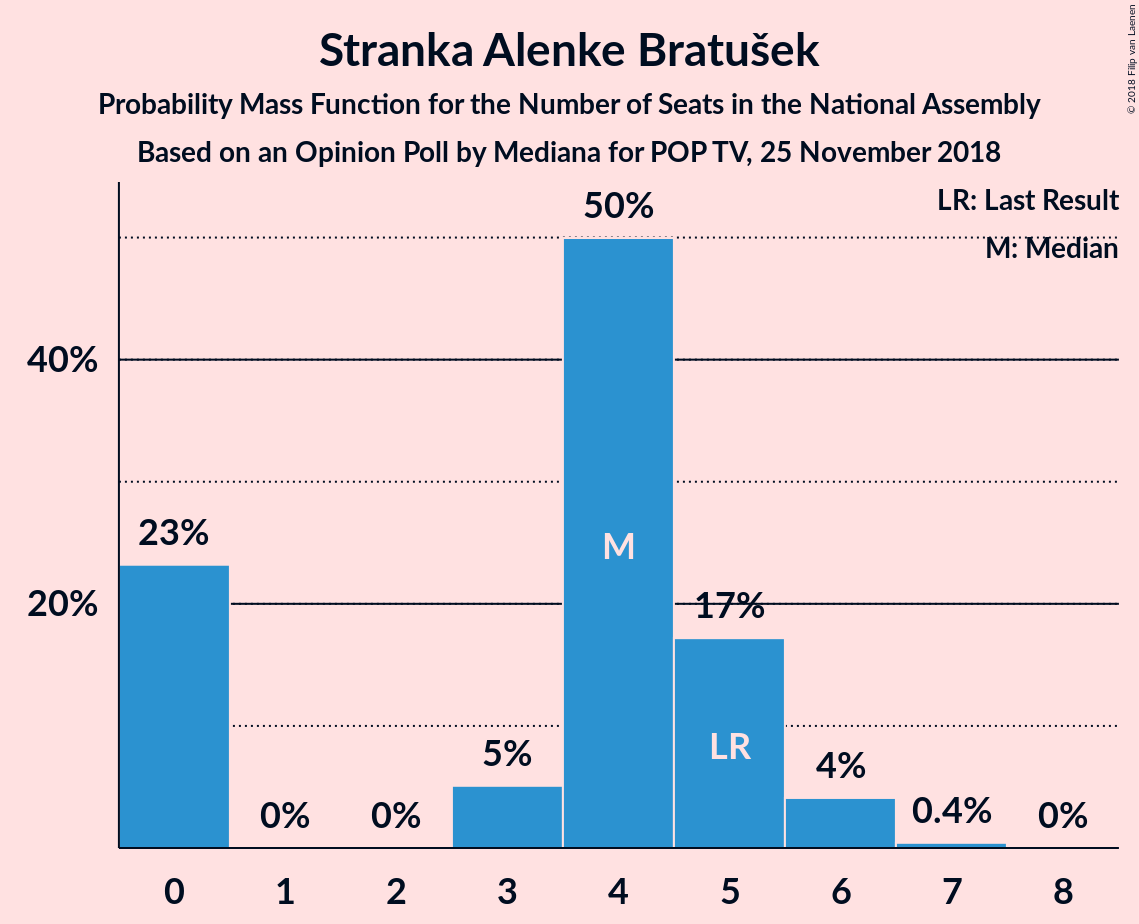 Stranka Alenke Bratušek
Probability Mass Function for the Number of Seats in the National Assembly
Based on an Opinion Poll by Mediana for POP TV, 25 November 2018
© 2018 Filip van Laenen
LR: Last Result
M: Median
50%
40%
23%
M
20%
17%
LR
5%
4%
0%
0%
0.4%
0%
0 1 2 3 4 5 6 7 8